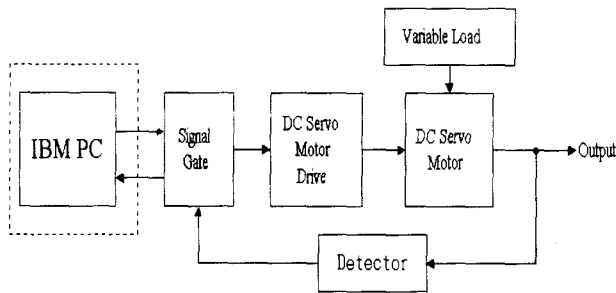 Variable Load
IBM PC
Signal
Gate
DC Servo
Motor
Drive
DC Servo
Motor
Output
Detector